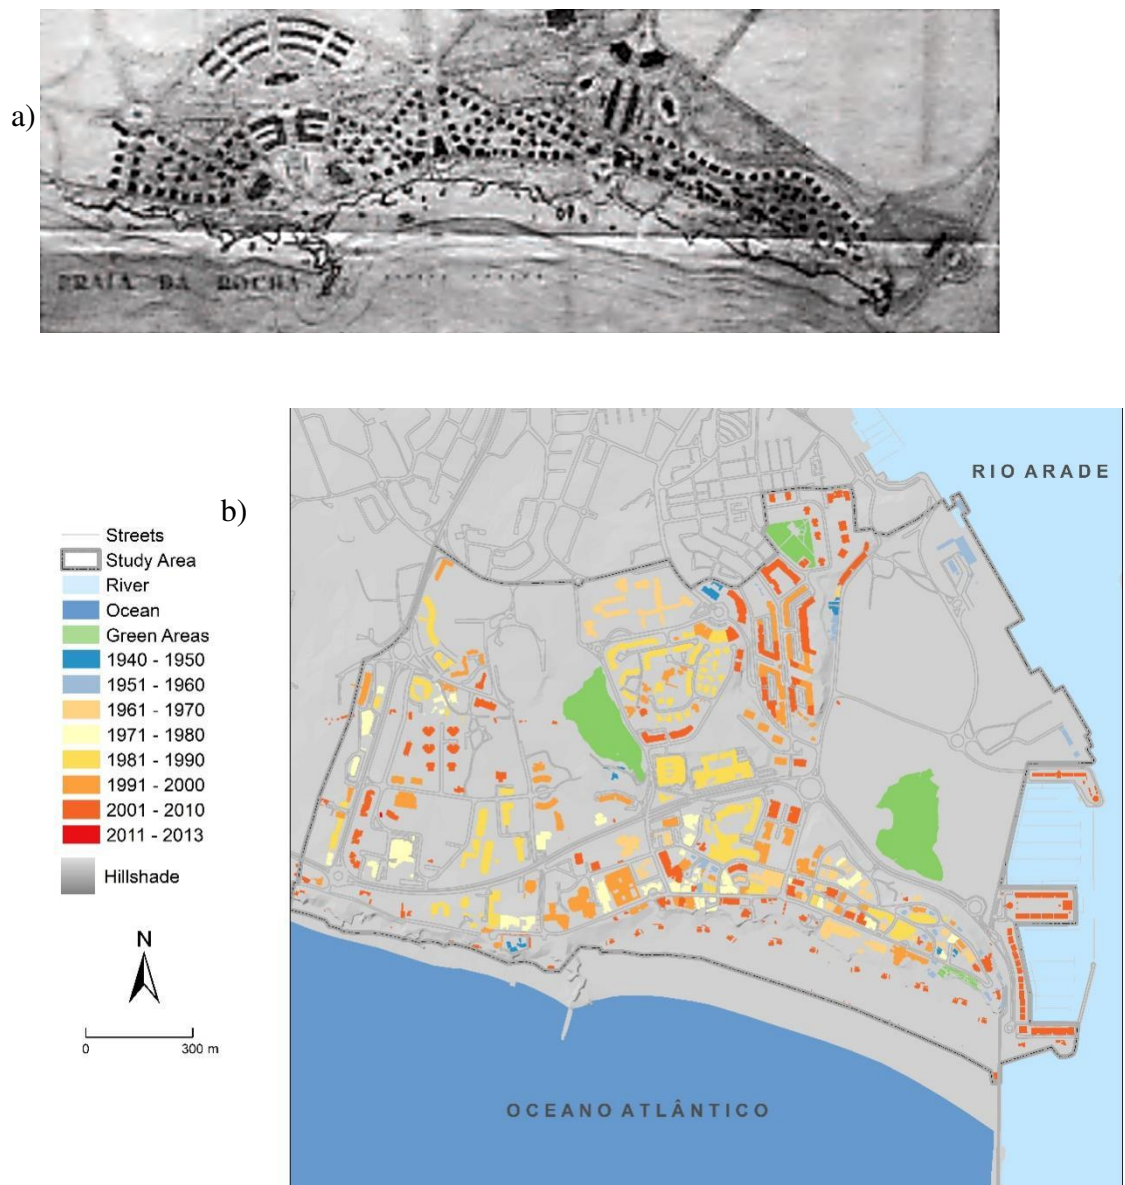 a)
PRAIA DA ROCHA
b)
RIO ARADE
Streets
Study Area
River
Ocean
Green Areas
1940 - 1950
1951 - 1960
1961 - 1970
1971 - 1980
1981 - 1990
1991 - 2000
2001 - 2010
2011 - 2013
Hillshade
N
0 300 m
OCEANO ATLÂNTICO